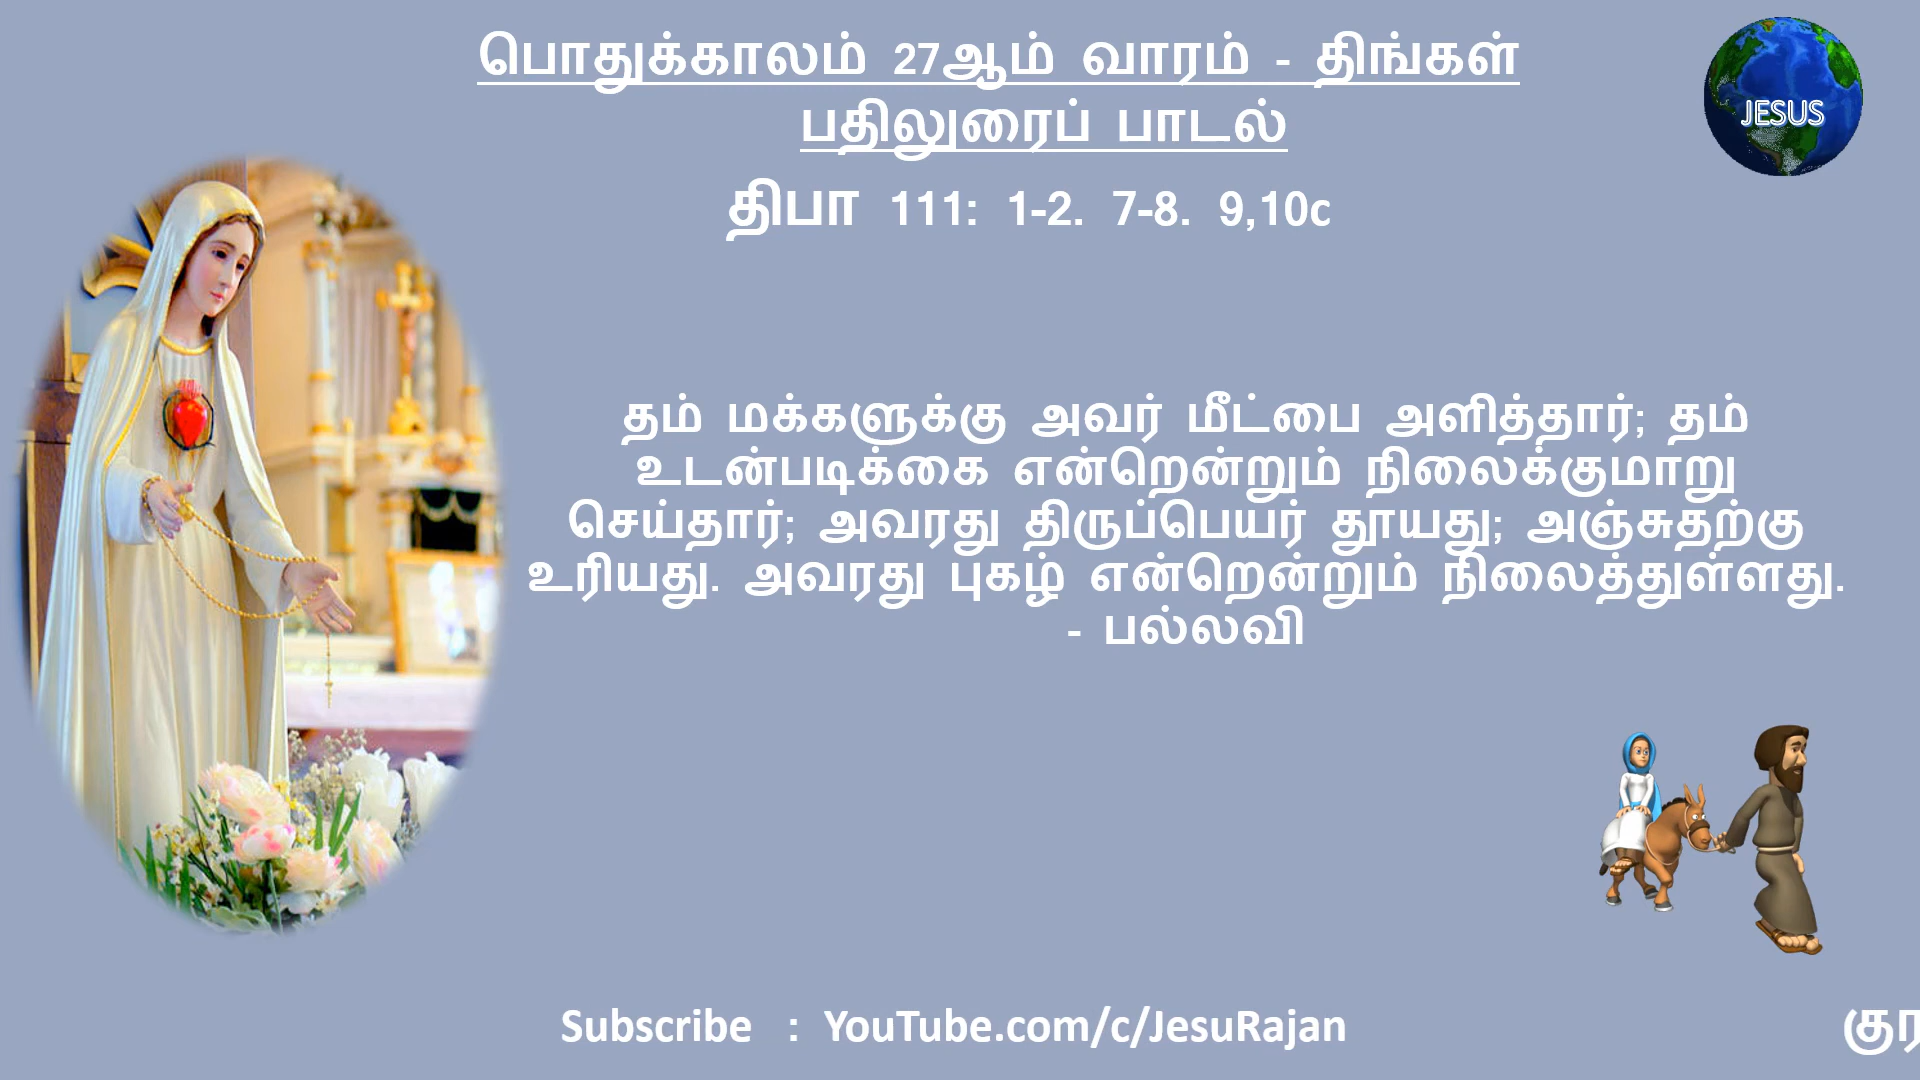 பொதுக்காலம் 27ஆம் வாரம் - திங்கள்
பதிலுரைப் பாடல்
JESUS
திபா 111: 1-2. 7-8. 9,10c
தம் மக்களுக்கு அவர் மீட்பை அளித்தார்; தம்
உடன்படிக்கை என்றென்றும் நிலைக்குமாறு
செய்தார்; அவரது திருப்பெயர் தூயது; அஞ்சுதற்கு
உரியது. அவரது புகழ் என்றென்றும் நிலைத்துள்ளது.
- பல்லவி
Subscribe : YouTube.com/c/JesuRajan